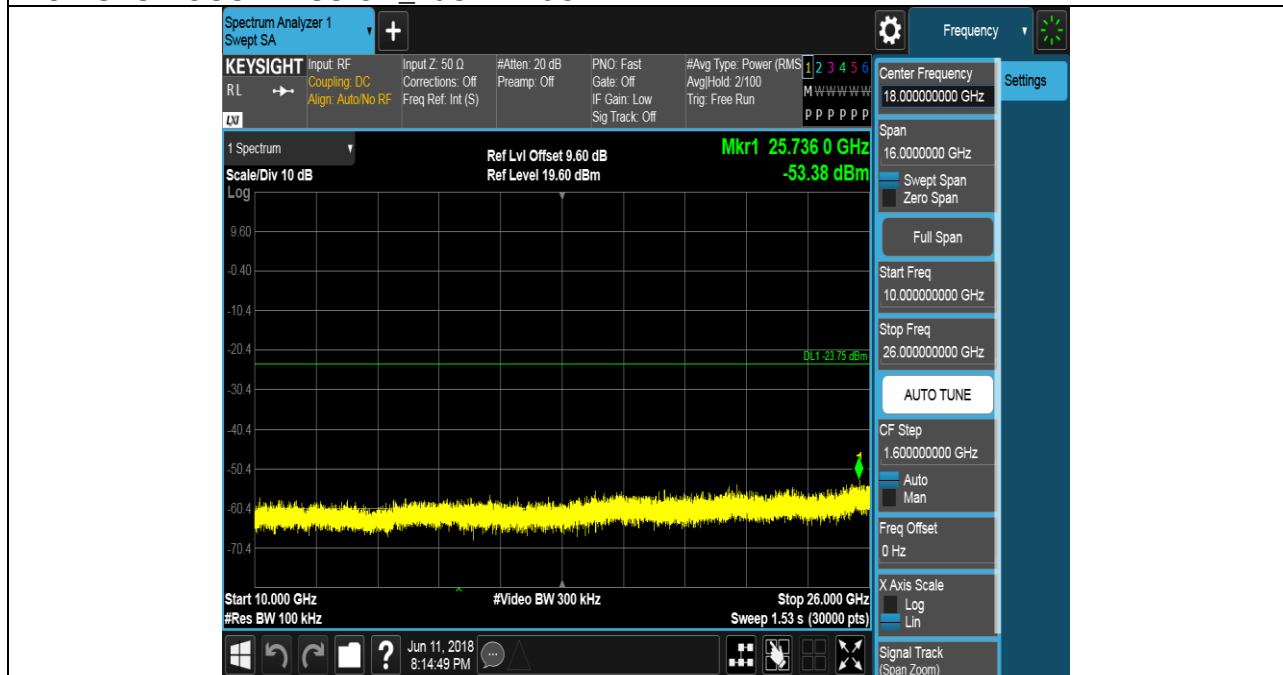 Spectrum Analyzer 1
Swept SA
+
Frequency
KEYSIGHT
RL
LXI
Input: RF
Coupling: DC
Align: Auto/No RF
Input Z: 50 Ω
Corrections: Off
Freq Ref: Int (S)
#Atten: 20 dB
Preamp: Off
PNO: Fast
Gate: Off
IF Gain: Low
Sig Track: Off
#Avg Type: Power (RMS
Avg|Hold: 2/100
Trig: Free Run
1 2 3 4 5 6
M W W W W W
P P P P P P
1 Spectrum
Scale/Div 10 dB
Ref Lvl Offset 9.60 dB
Ref Level 19.60 dBm
Mkr1 25.736 0 GHz
-53.38 dBm
Log
9.60
-0.40
-10.4
-20.4
-30.4
-40.4
-50.4
-60.4
-70.4
DL1 -23.75 dBm
1
Start 10.000 GHz
#Res BW 100 kHz
#Video BW 300 kHz
Stop 26.000 GHz
Sweep 1.53 s (30000 pts)
?
Jun 11, 2018
8:14:49 PM
Center Frequency
18.000000000 GHz
Span
16.0000000 GHz
Swept Span
Zero Span
Full Span
Start Freq
10.000000000 GHz
Stop Freq
26.000000000 GHz
AUTO TUNE
CF Step
1.600000000 GHz
Auto
Man
Freq Offset
0 Hz
X Axis Scale
Log
Lin
Signal Track
(Span Zoom)
Settings